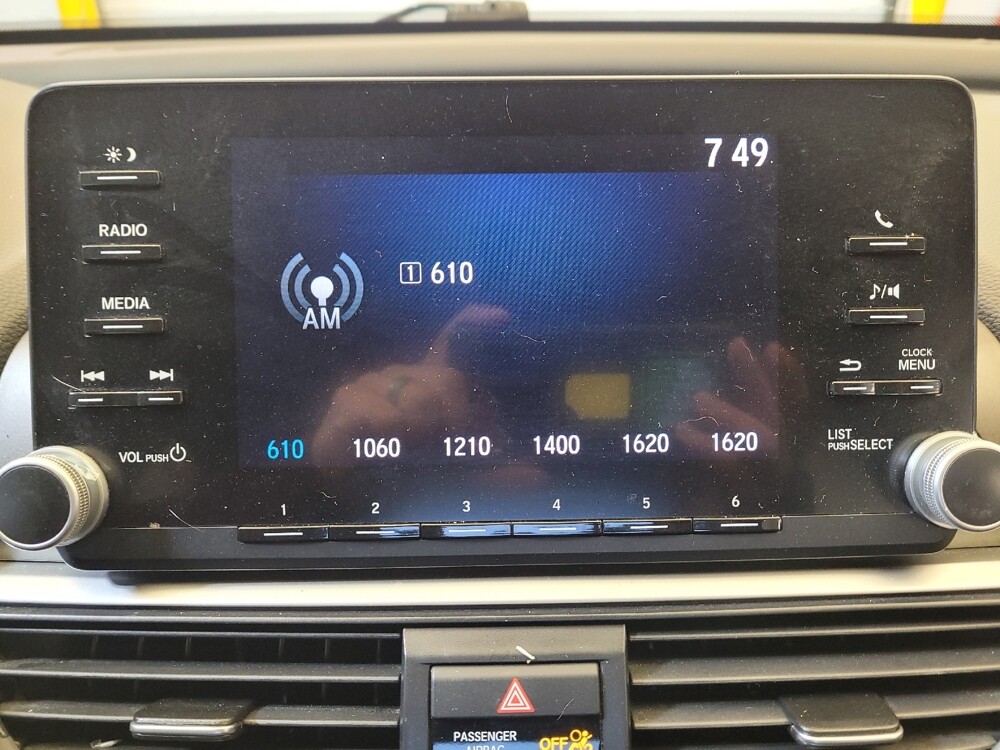 7 49
RADIO
MEDIA
VOL PUSH
1 610
AM
610 1060 1210 1400 1620 1620
1 2 3 4 5 6
CLOCK
MENU
LIST
PUSH SELECT
PASSENGER
AIRBAG
OFF